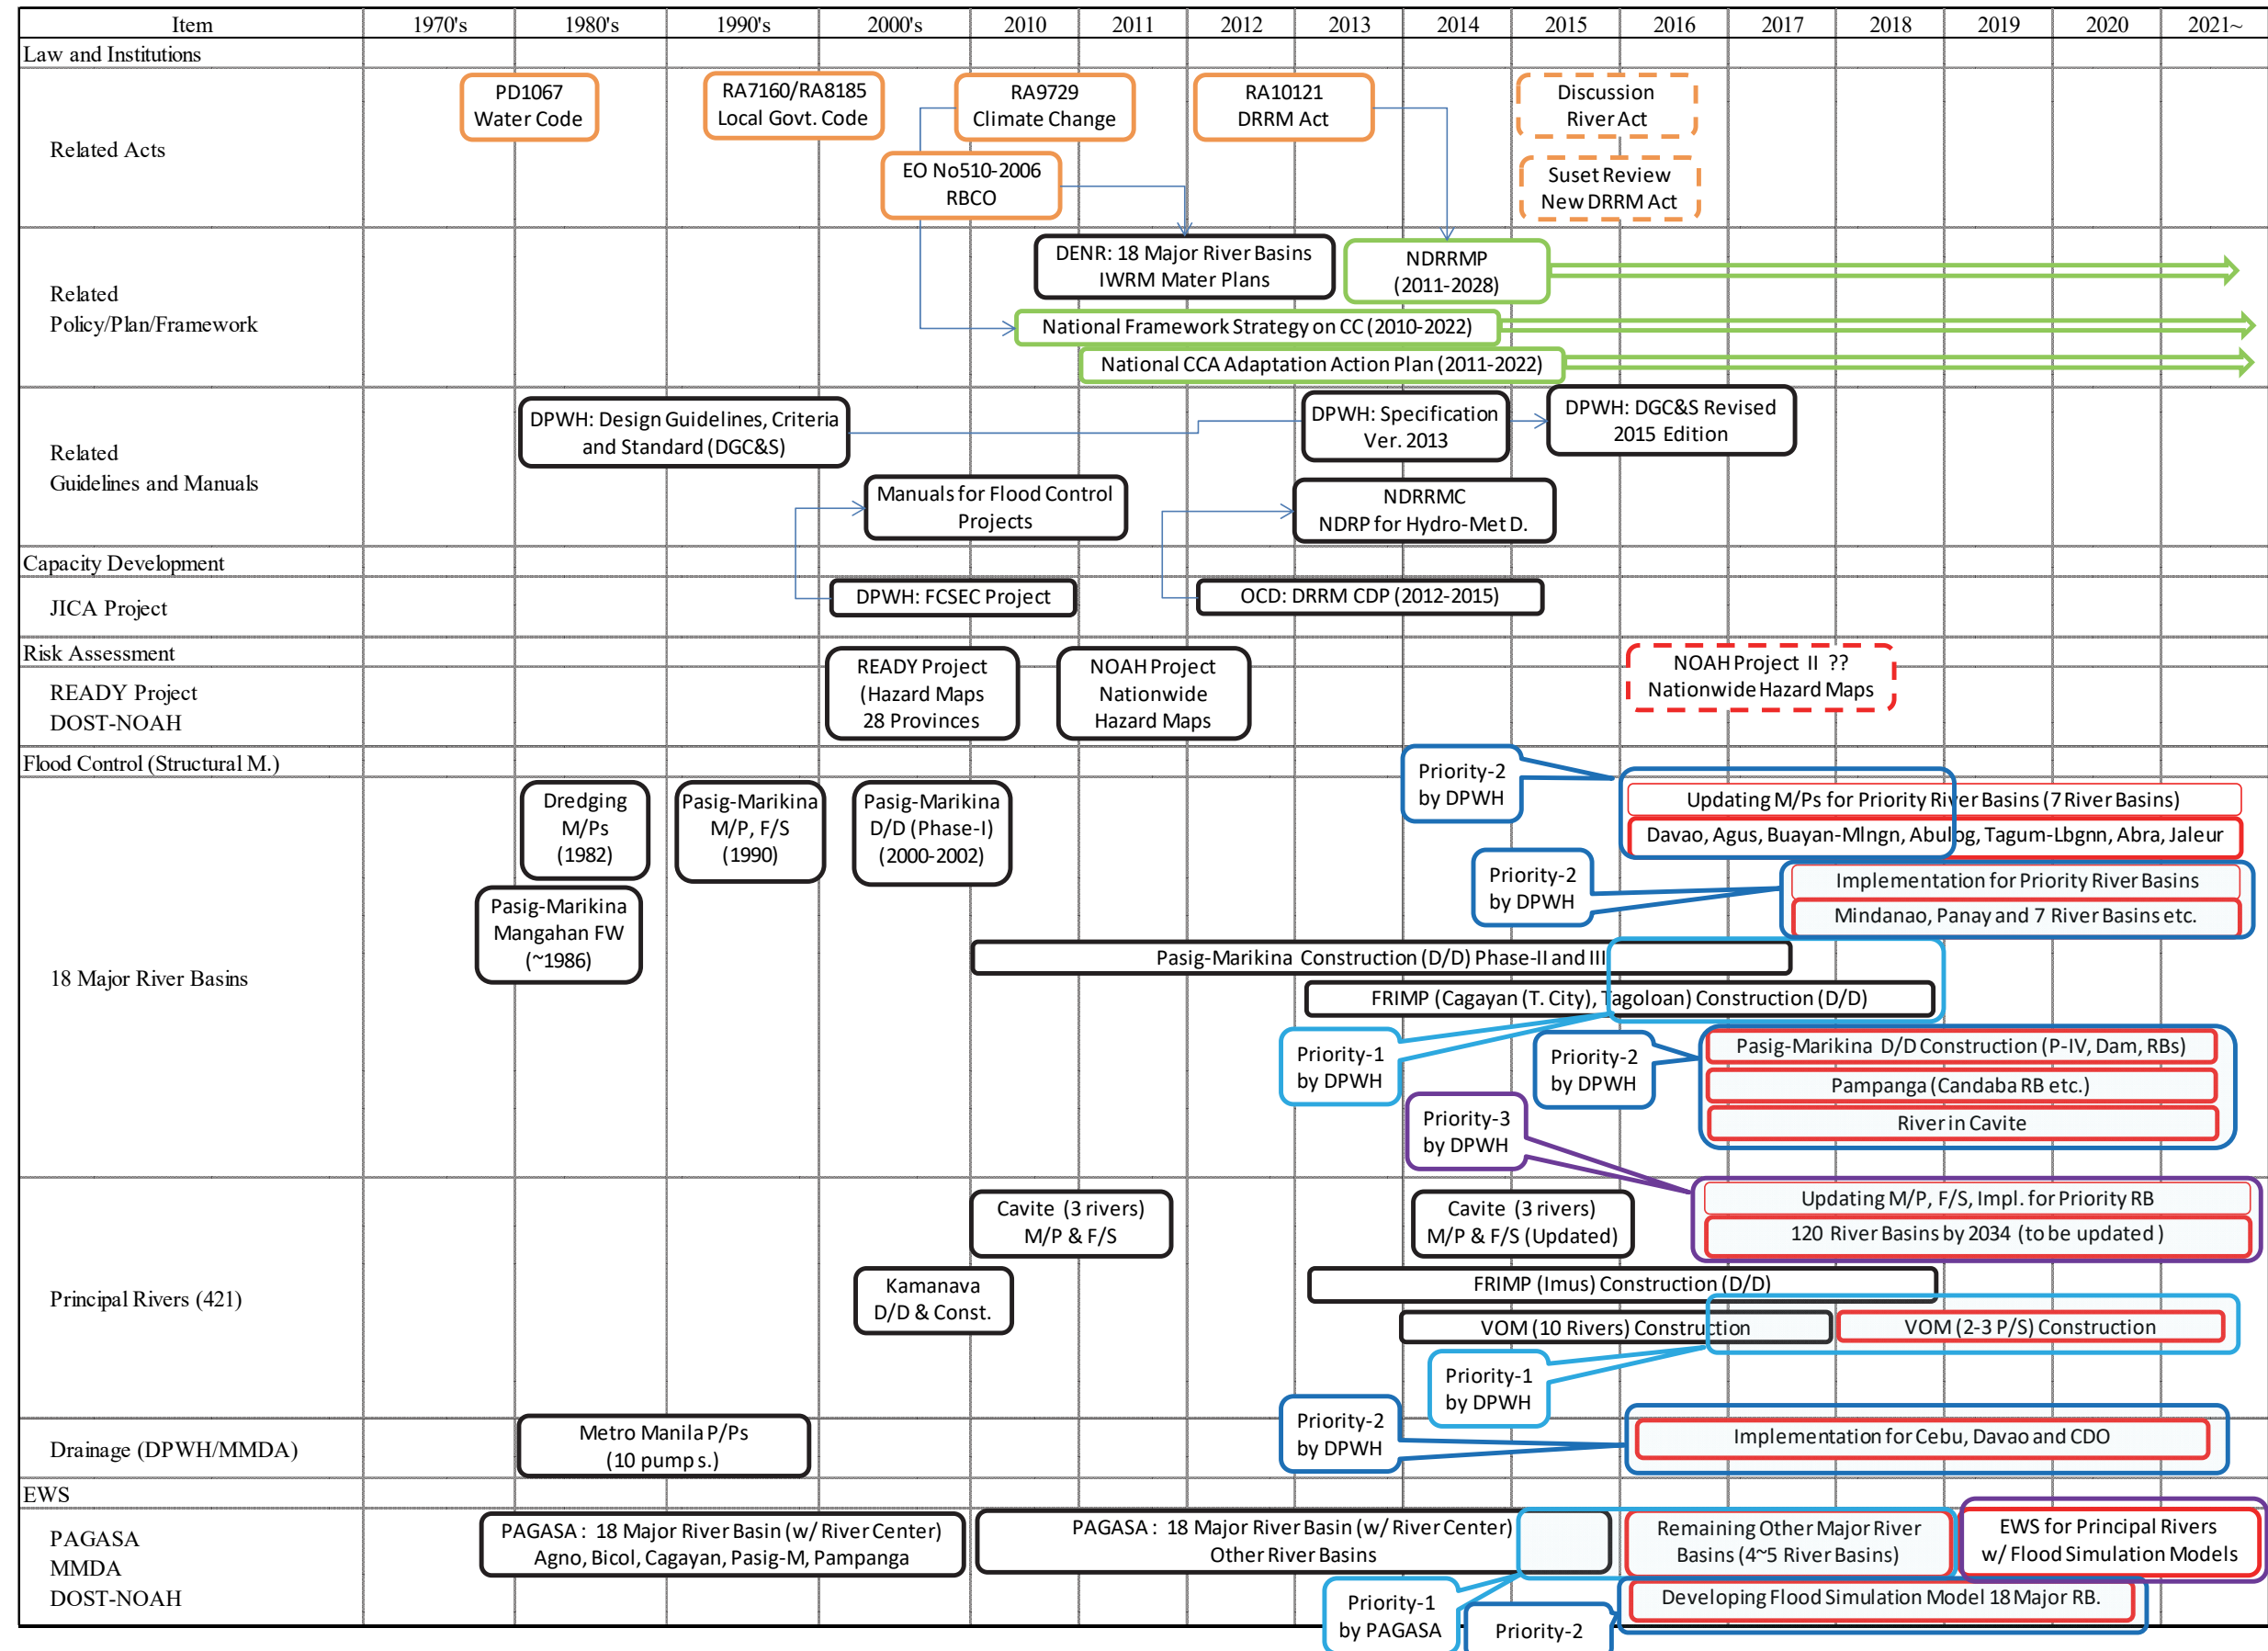 Item
1970's
1980's
1990's
2000's
2010
2011
2012
2013
2014
2015
2016
2017
2018
2019
2020
2021~
Law and Institutions
Related Acts
PD1067
Water Code
RA7160/RA8185
Local Govt. Code
RA9729
Climate Change
RA10121
DRRM Act
Discussion
River Act
EO No510-2006
RBCO
Suset Review
New DRRM Act
Related
Policy/Plan/Framework
DENR: 18 Major River Basins
IWRM Mater Plans
NDRRMP
(2011-2028)
National Framework Strategy on CC (2010-2022)
National CCA Adaptation Action Plan (2011-2022)
Related
Guidelines and Manuals
DPWH: Design Guidelines, Criteria
and Standard (DGC&S)
DPWH: Specification
Ver. 2013
DPWH: DGC&S Revised
2015 Edition
Manuals for Flood Control
Projects
NDRRMC
NDRP for Hydro-Met D.
Capacity Development
JICA Project
DPWH: FCSEC Project
OCD: DRRM CDP (2012-2015)
Risk Assessment
READY Project
DOST-NOAH
READY Project
(Hazard Maps
28 Provinces
NOAH Project
Nationwide
Hazard Maps
NOAH Project II ??
Nationwide Hazard Maps
Flood Control (Structural M.)
18 Major River Basins
Priority-2
by DPWH
Dredging
M/Ps
(1982)
Pasig-Marikina
M/P, F/S
(1990)
Pasig-Marikina
D/D (Phase-I)
(2000-2002)
Updating M/Ps for Priority River Basins (7 River Basins)
Davao, Agus, Buayan-Mlngn, Abulog, Tagum-Lbgnn, Abra, Jaleur
Priority-2
by DPWH
Implementation for Priority River Basins
Mindanao, Panay and 7 River Basins etc.
Pasig-Marikina
Mangahan FW
(~1986)
Pasig-Marikina Construction (D/D) Phase-II and III
FRIMP (Cagayan (T. City), Tagoloan) Construction (D/D)
Priority-1
by DPWH
Priority-2
by DPWH
Pasig-Marikina D/D Construction (P-IV, Dam, RBs)
Pampanga (Candaba RB etc.)
River in Cavite
Priority-3
by DPWH
Principal Rivers (421)
Cavite (3 rivers)
M/P & F/S
Cavite (3 rivers)
M/P & F/S (Updated)
Updating M/P, F/S, Impl. for Priority RB
120 River Basins by 2034 (to be updated )
Kamanava
D/D & Const.
FRIMP (Imus) Construction (D/D)
VOM (10 Rivers) Construction
VOM (2-3 P/S) Construction
Priority-1
by DPWH
Drainage (DPWH/MMDA)
Metro Manila P/Ps
(10 pump s.)
Priority-2
by DPWH
Implementation for Cebu, Davao and CDO
EWS
PAGASA
MMDA
DOST-NOAH
PAGASA : 18 Major River Basin (w/ River Center)
Agno, Bicol, Cagayan, Pasig-M, Pampanga
PAGASA : 18 Major River Basin (w/ River Center)
Other River Basins
Remaining Other Major River
Basins (4~5 River Basins)
EWS for Principal Rivers
w/ Flood Simulation Models
Priority-1
by PAGASA
Priority-2
Developing Flood Simulation Model 18 Major RB.